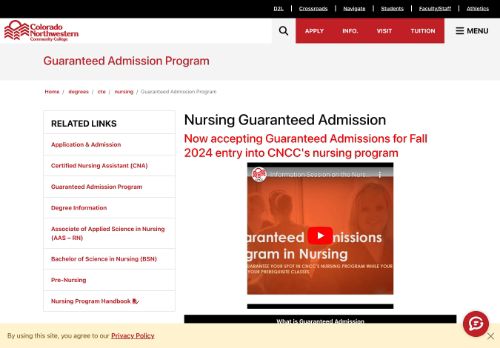 D2L
Crossroads
Navigate
Students
Faculty/Staff
Athletics
Colorado
Northwestern
Community College
APPLY
INFO.
VISIT
TUITION
MENU
Guaranteed Admission Program
Home / degrees / cte / nursing / Guaranteed Admission Program
RELATED LINKS
Application & Admission
Certified Nursing Assistant (CNA)
Guaranteed Admission Program
Degree Information
Associate of Applied Science in Nursing
(AAS – RN)
Bachelor of Science in Nursing (BSN)
Pre-Nursing
Nursing Program Handbook
Nursing Guaranteed Admission
Now accepting Guaranteed Admissions for Fall
2024 entry into CNCC's nursing program
Information Session on the Nurs
aranteed Admissions
gram in Nursing
GUARANTEE YOUR SPOT IN CNCC'S NURSING PROGRAM WHILE YOUR
YOUR PREREQUISITE CLASSES.
What is Guaranteed Admission
By using this site, you agree to our Privacy Policy